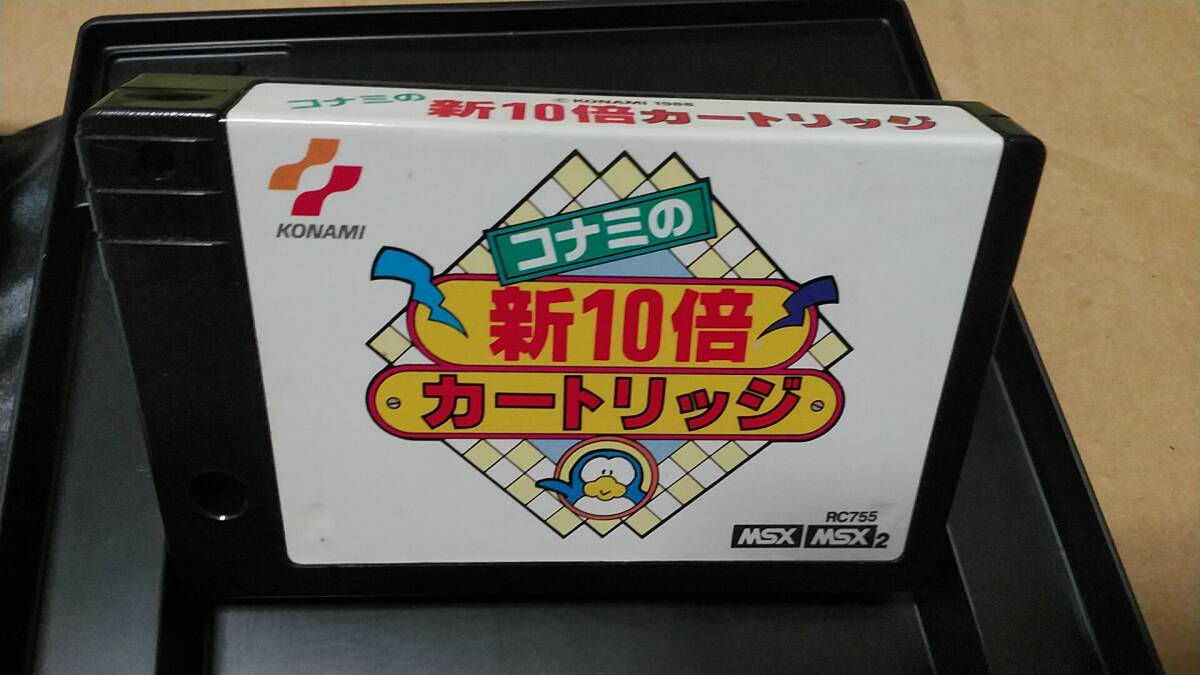 コナミの 新10倍カートリッジ
© KONAMI 1988
KONAMI
コナミの
新10倍
カートリッジ
RC755
MSX MSX2